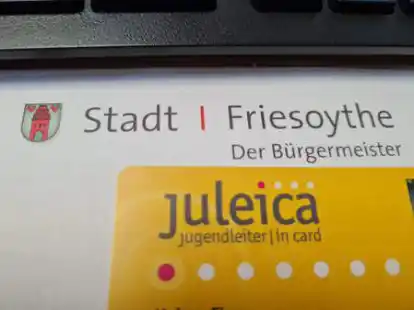 Stadt | Friesoythe
Der Bürgermeister
juleica
jugendleiter|in card